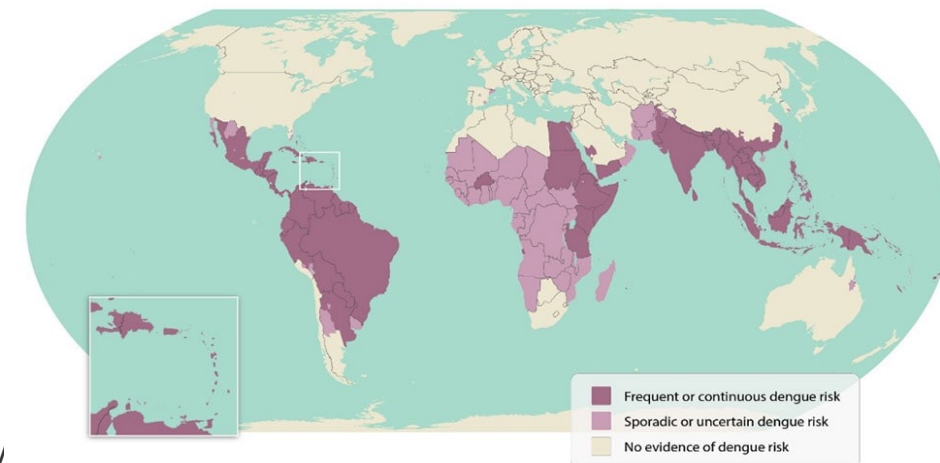 Frequent or continuous dengue risk
Sporadic or uncertain dengue risk
No evidence of dengue risk